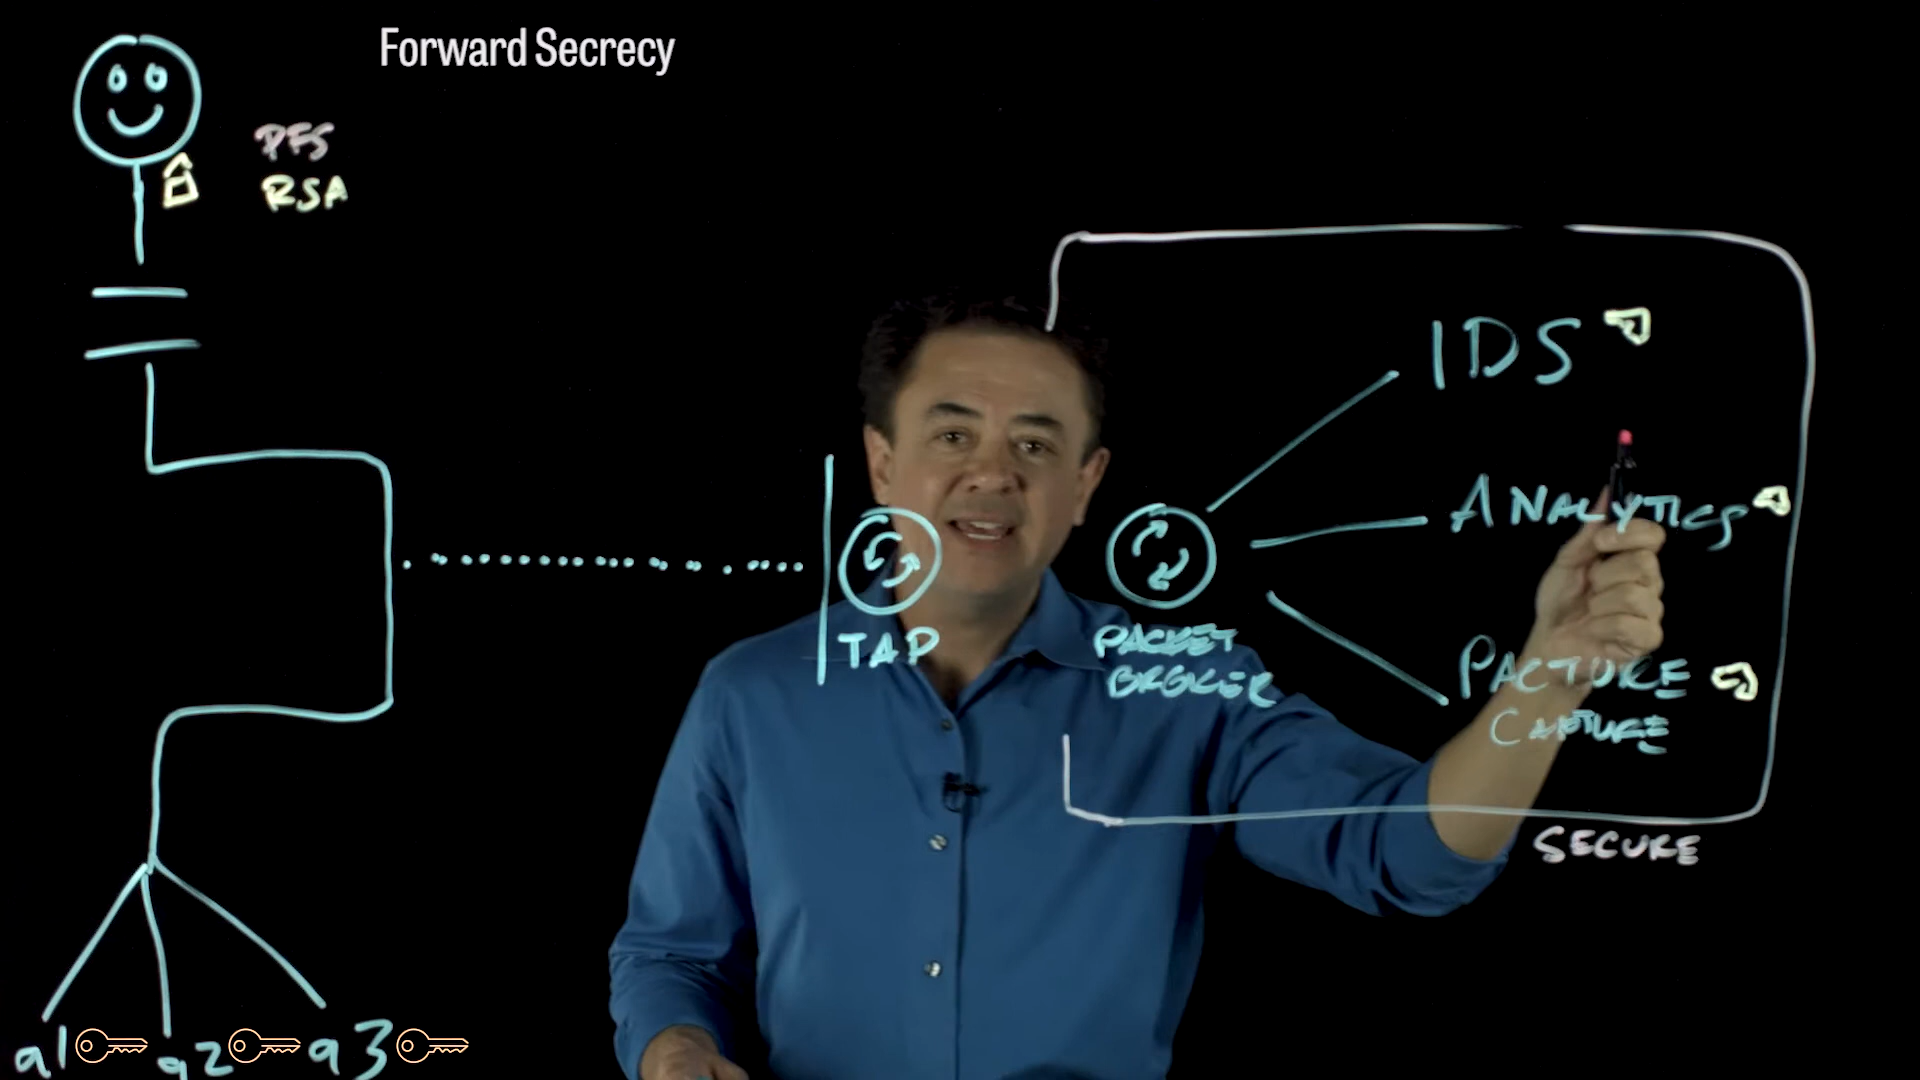 Forward Secrecy
PFS
RSA
IDS
ANALYTICS
TAP
PACKET
BROKER
PACTURE
CAPTURE
SECURE
a1
a2
a3